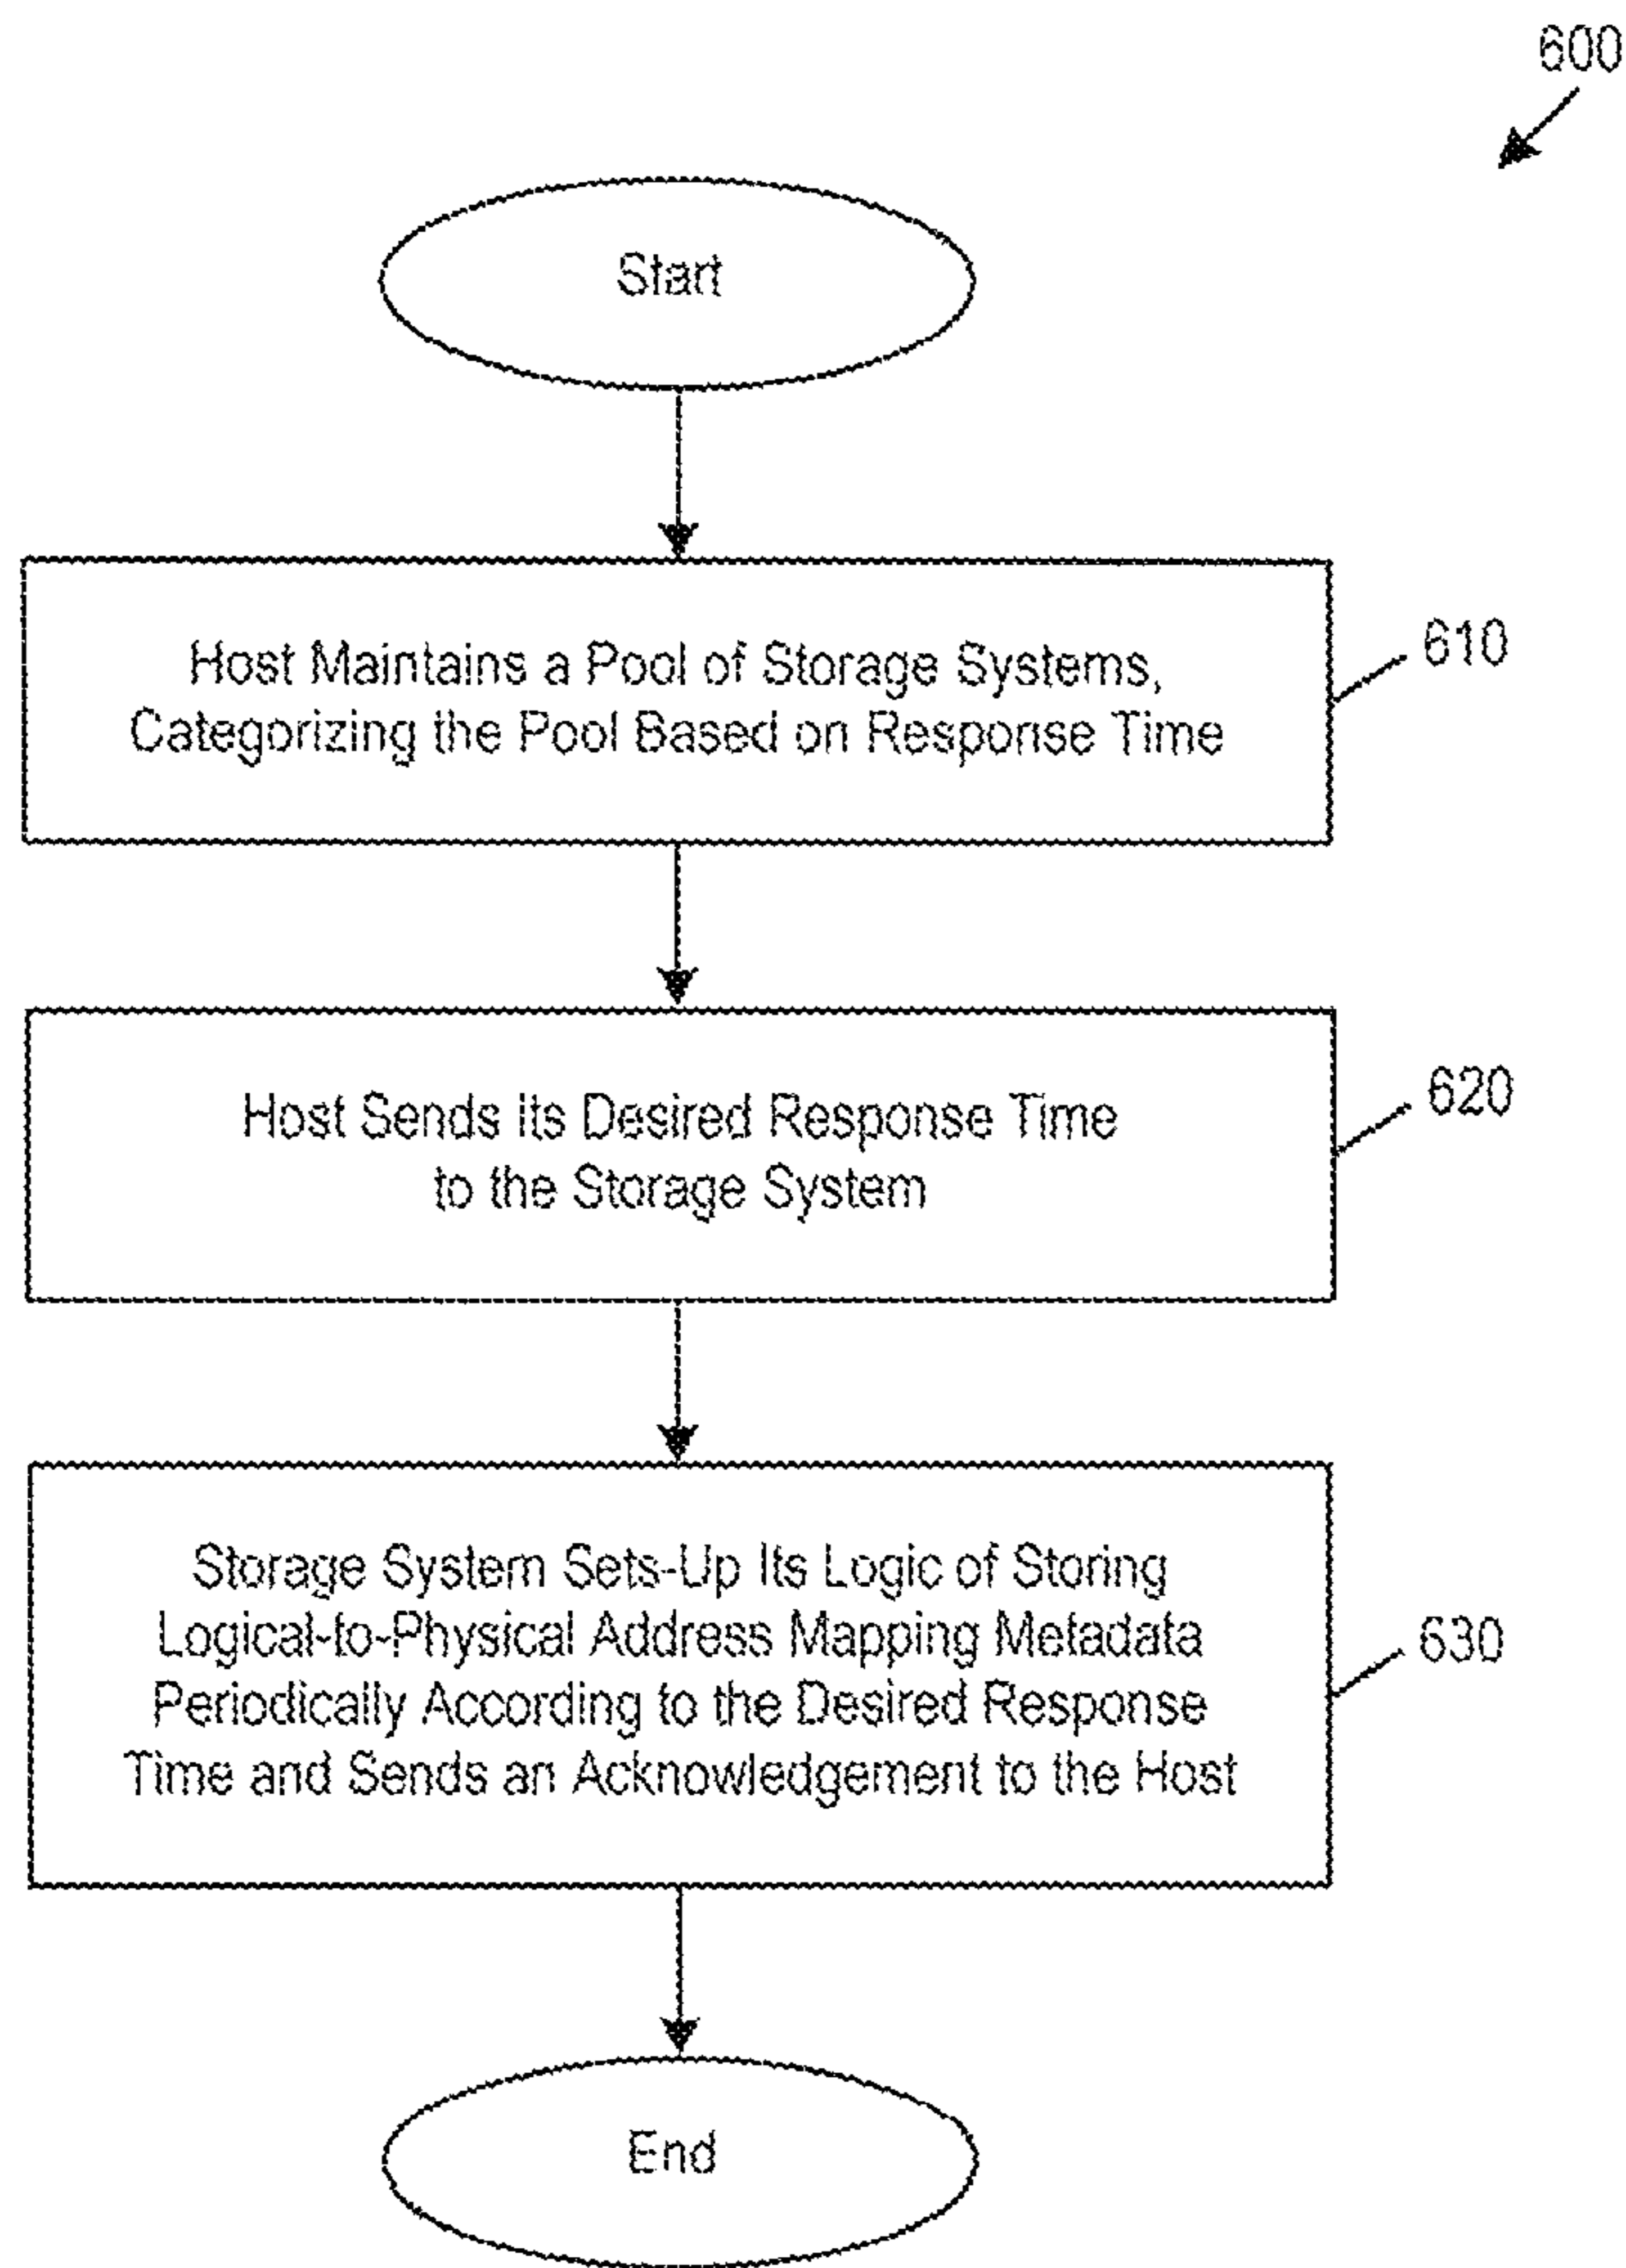 600
Start
Host Maintains a Pool of Storage Systems,
Categorizing the Pool Based on Response Time
610
Host Sends Its Desired Response Time
to the Storage System
620
Storage System Sets-Up Its Logic of Storing
Logical-to-Physical Address Mapping Metadata
Periodically According to the Desired Response
Time and Sends an Acknowledgement to the Host
630
End